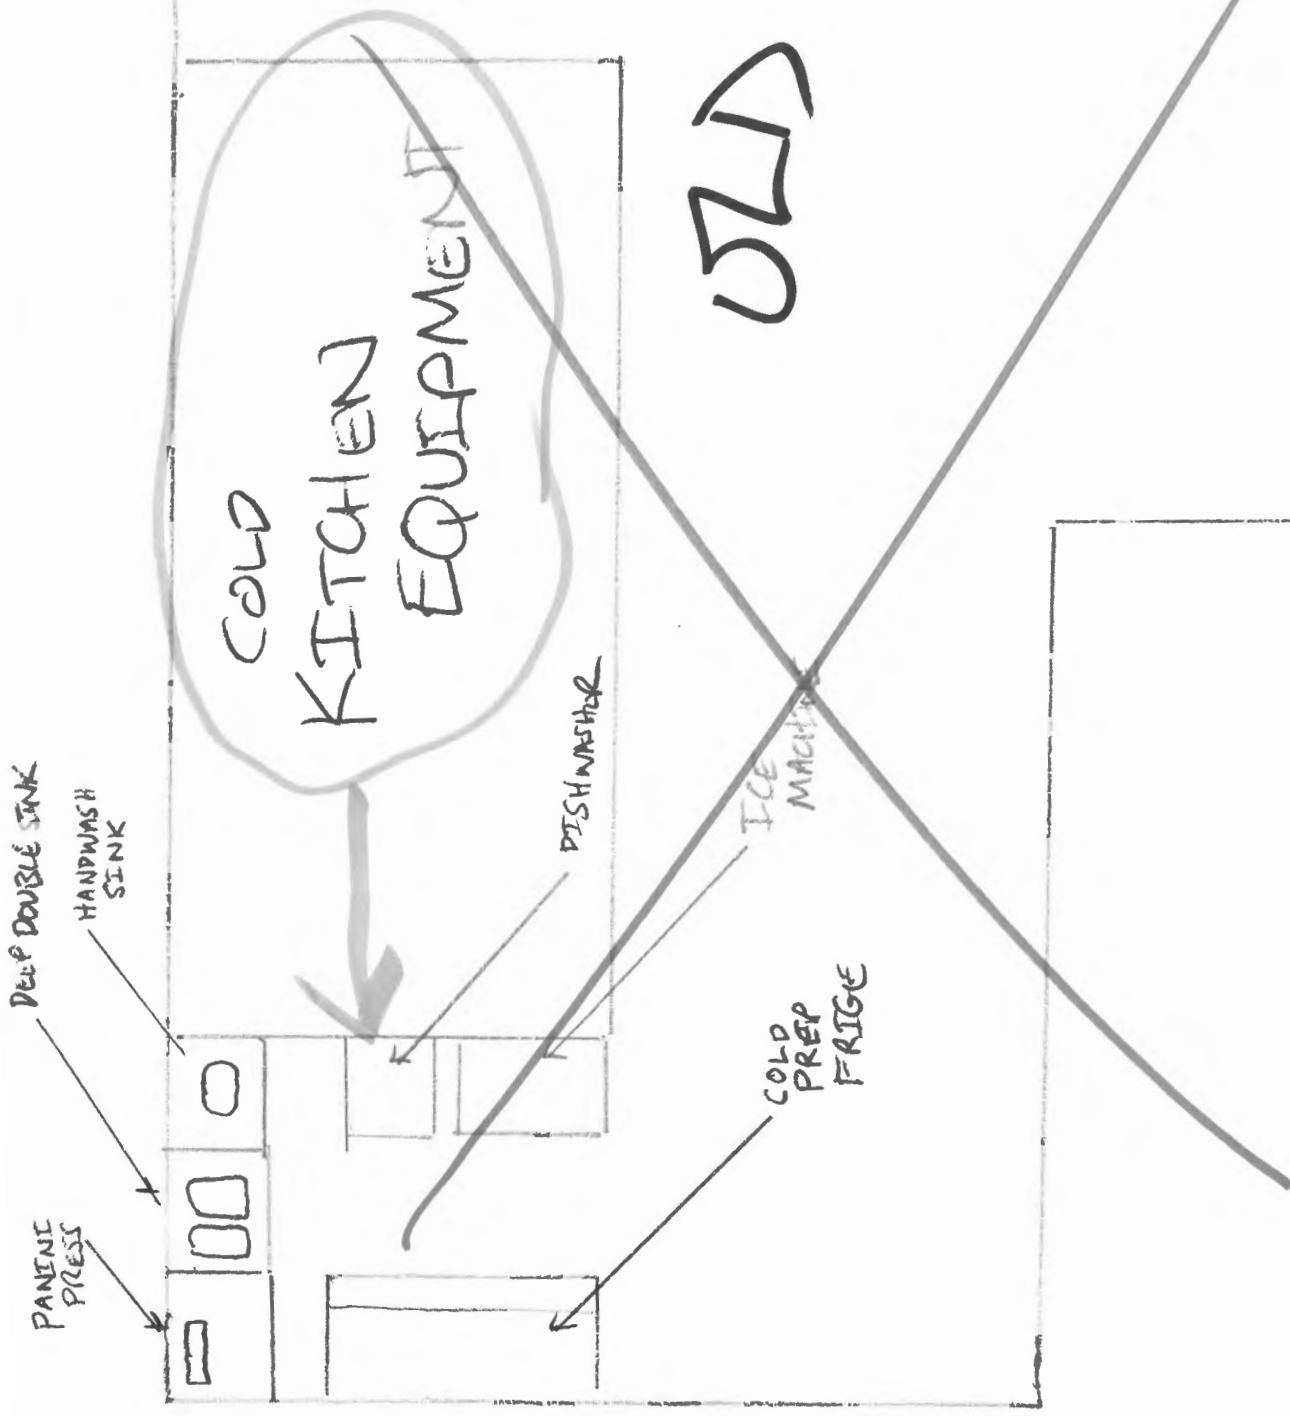 OLD
COLD
KITCHEN
EQUIPMENT
DEEP DOUBLE SINK
HANDWASH
SINK
PANINI
PRESS
DISHWASHER
ICE
MACHINE
COLD
PREP
FRIGE